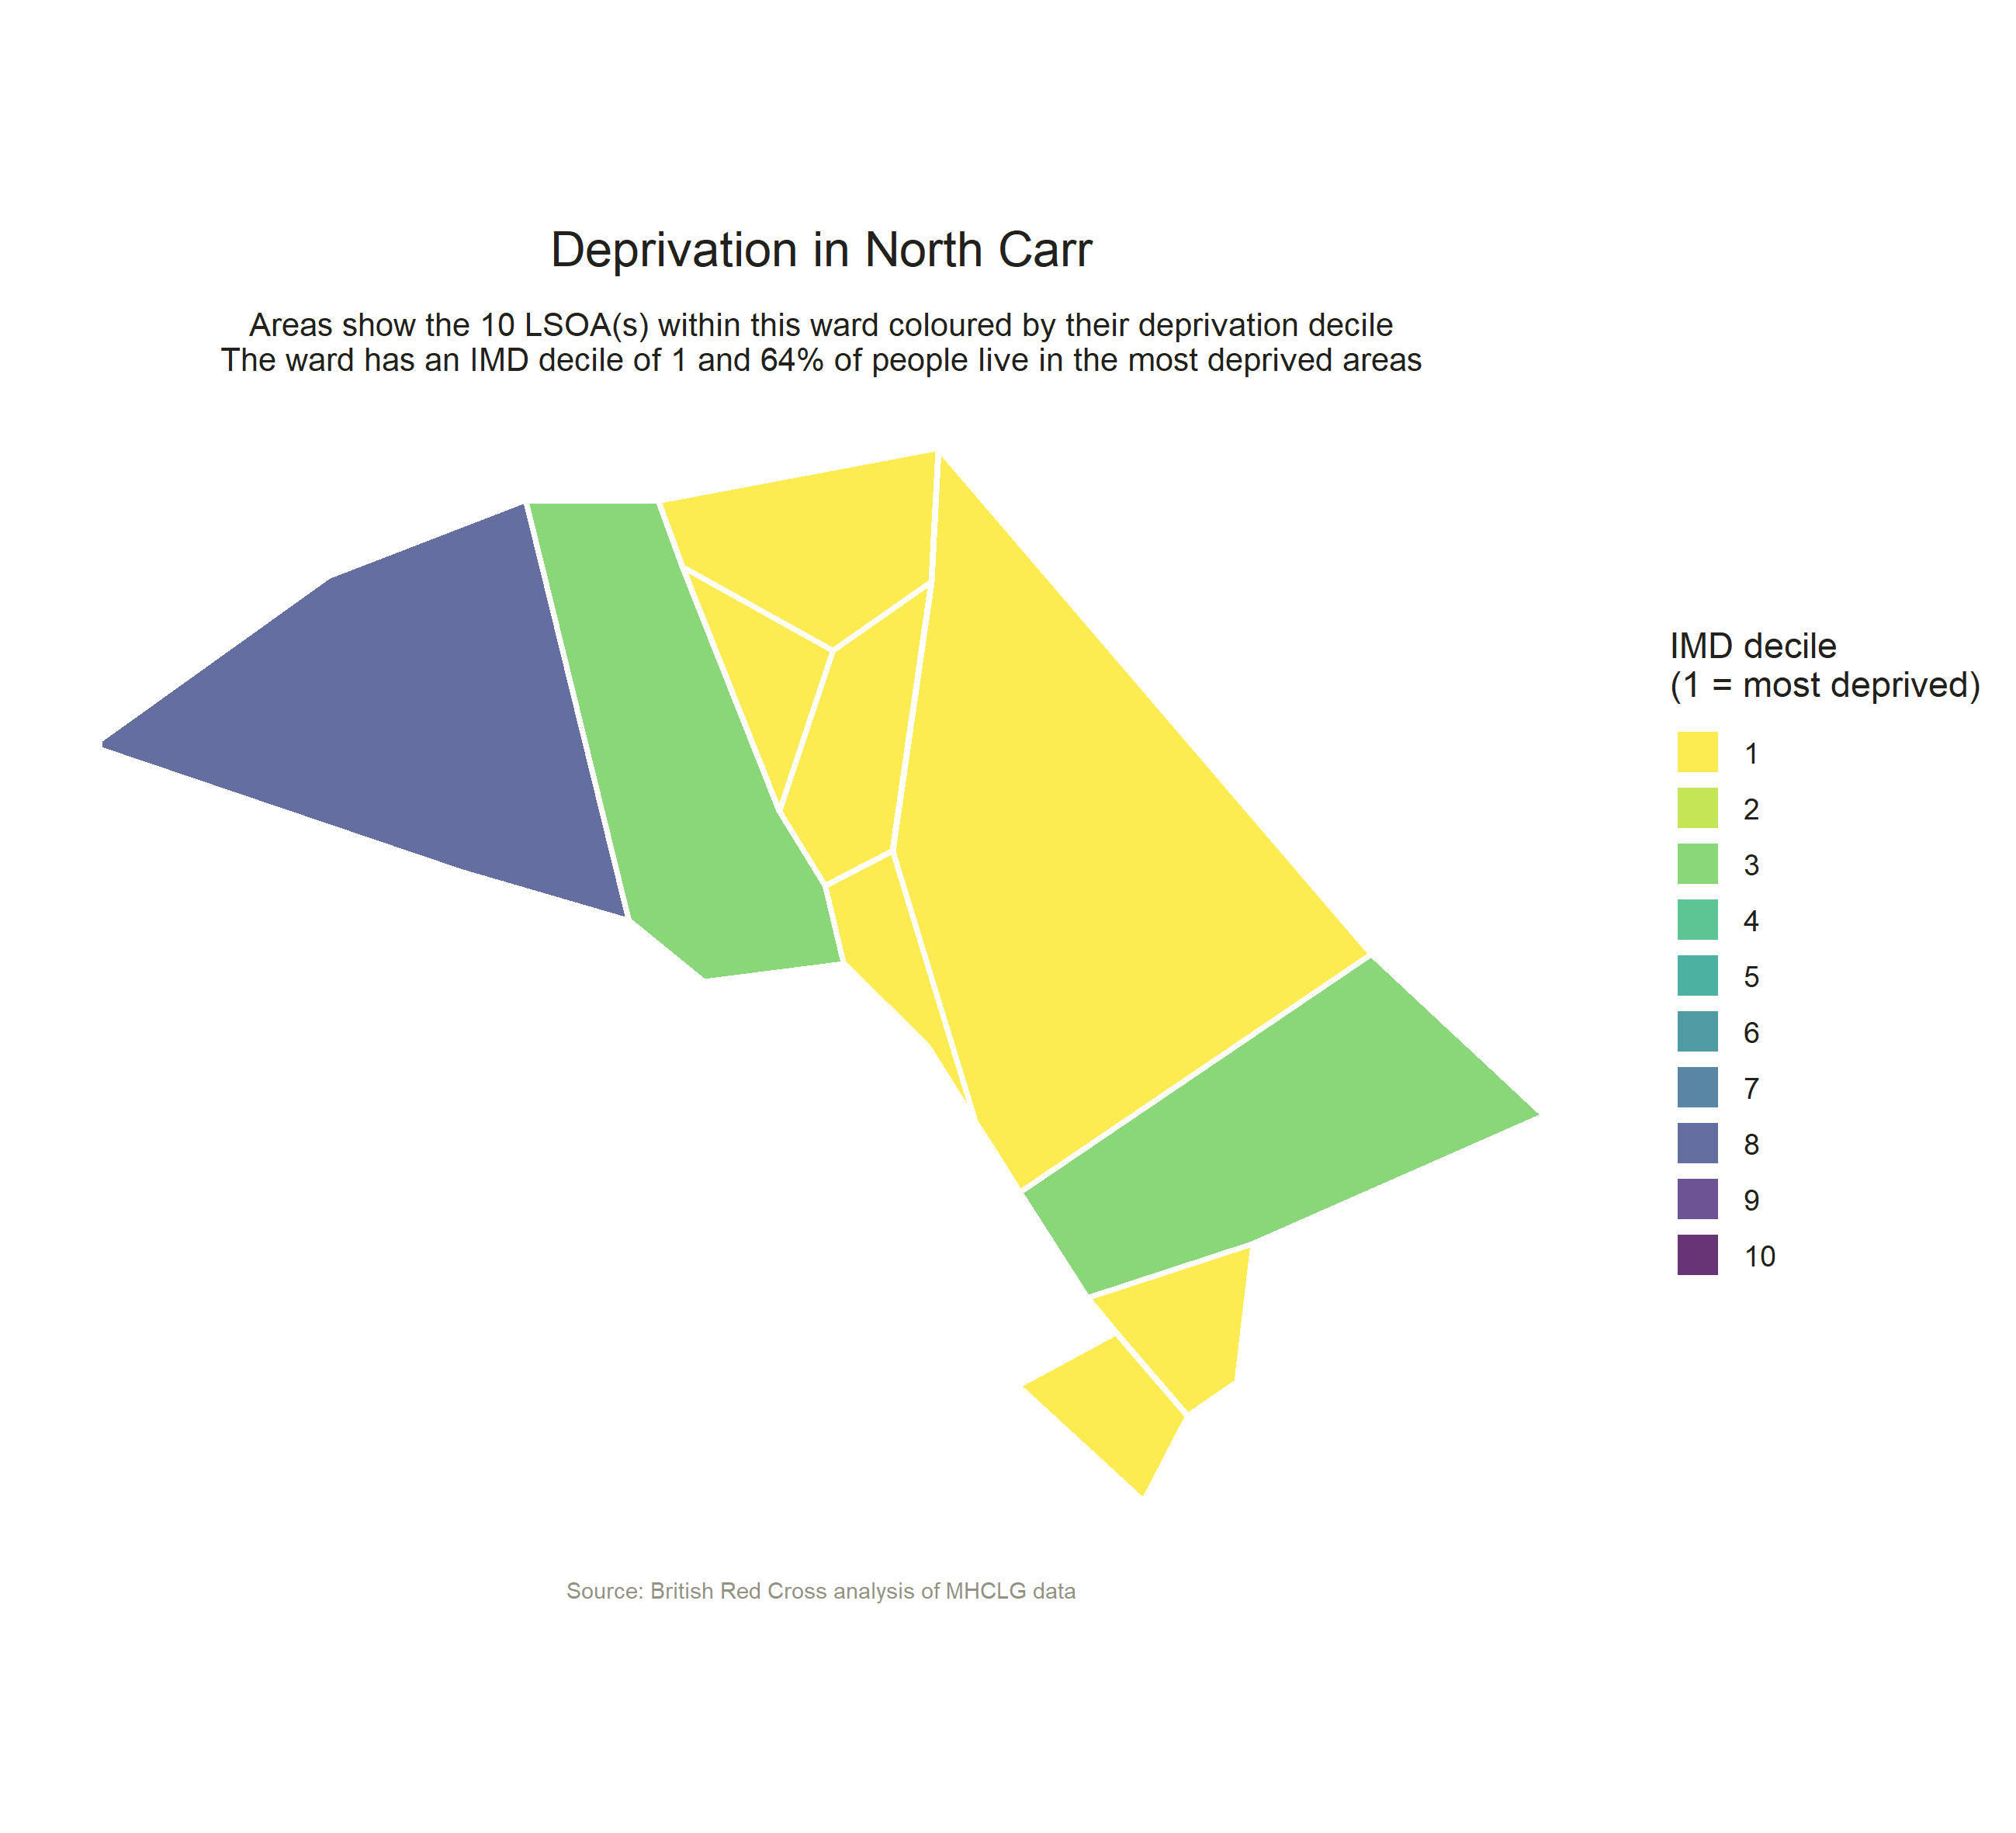 Deprivation in North Carr
Areas show the 10 LSOA(s) within this ward coloured by their deprivation decile
The ward has an IMD decile of 1 and 64% of people live in the most deprived areas
IMD decile
(1 = most deprived)
1
2
3
4
5
6
7
8
9
10
Source: British Red Cross analysis of MHCLG data